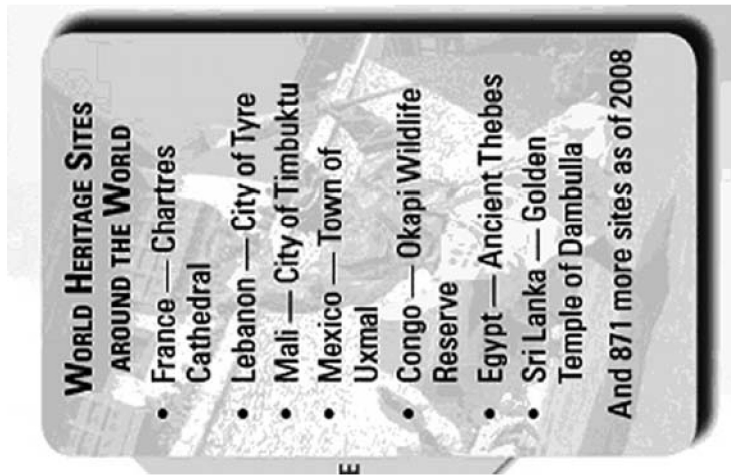 WORLD HERITAGE SITES
AROUND THE WORLD
• France — Chartres
Cathedral
• Lebanon — City of Tyre
• Mali — City of Timbuktu
• Mexico — Town of
Uxmal
• Congo — Okapi Wildlife
Reserve
• Egypt — Ancient Thebes
• Sri Lanka — Golden
Temple of Dambulla
And 871 more sites as of 2008
E